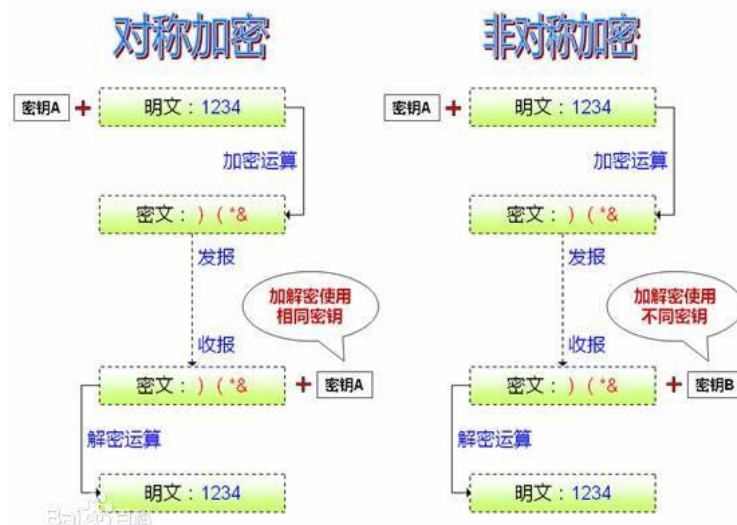 对称加密
密钥A + 明文：1234
加密运算
密文：）（*&
发报
加解密使用
相同密钥
收报
密文：）（*& + 密钥A
解密运算
明文：1234
Bai 百科
非对称加密
密钥A + 明文：1234
加密运算
密文：）（*&
发报
加解密使用
不同密钥
收报
密文：）（*& + 密钥B
解密运算
明文：1234